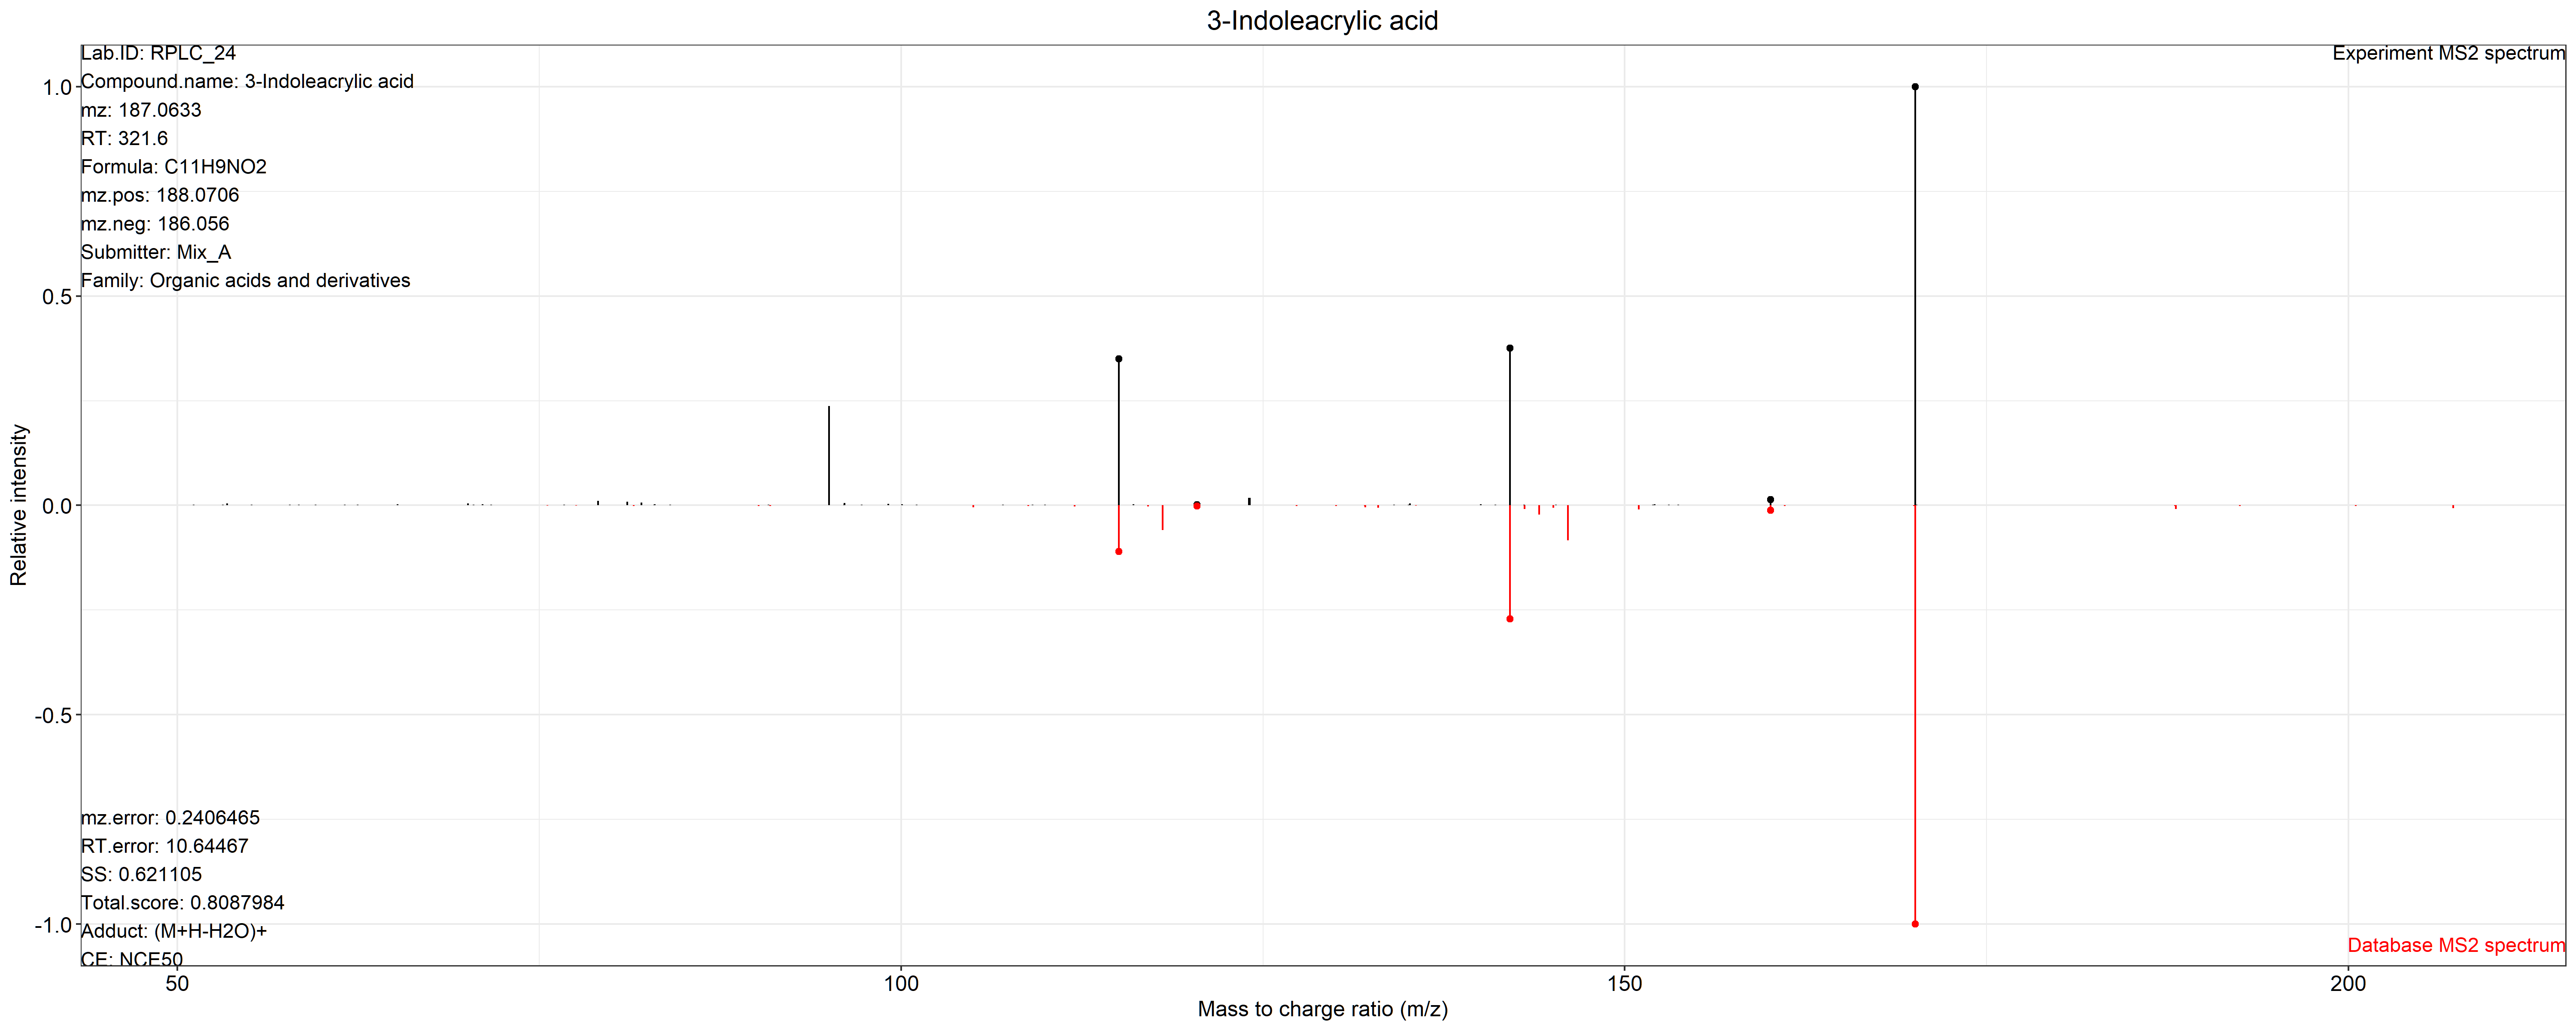 3-Indoleacrylic acid
Lab.ID: RPLC_24
Experiment MS2 spectrum
Compound.name: 3-Indoleacrylic acid
1.0
mz: 187.0633
RT: 321.6
Formula: C11H9NO2
mz.pos: 188.0706
mz.neg: 186.056
Submitter: Mix_A
Family: Organic acids and derivatives
0.5
0.0
Relative intensity
-0.5
mz.error: 0.2406465
RT.error: 10.64467
SS: 0.621105
Total.score: 0.8087984
-1.0
Adduct: (M+H-H2O)+
Database MS2 spectrum
CE: NCE50
50
100
150
200
Mass to charge ratio (m/z)